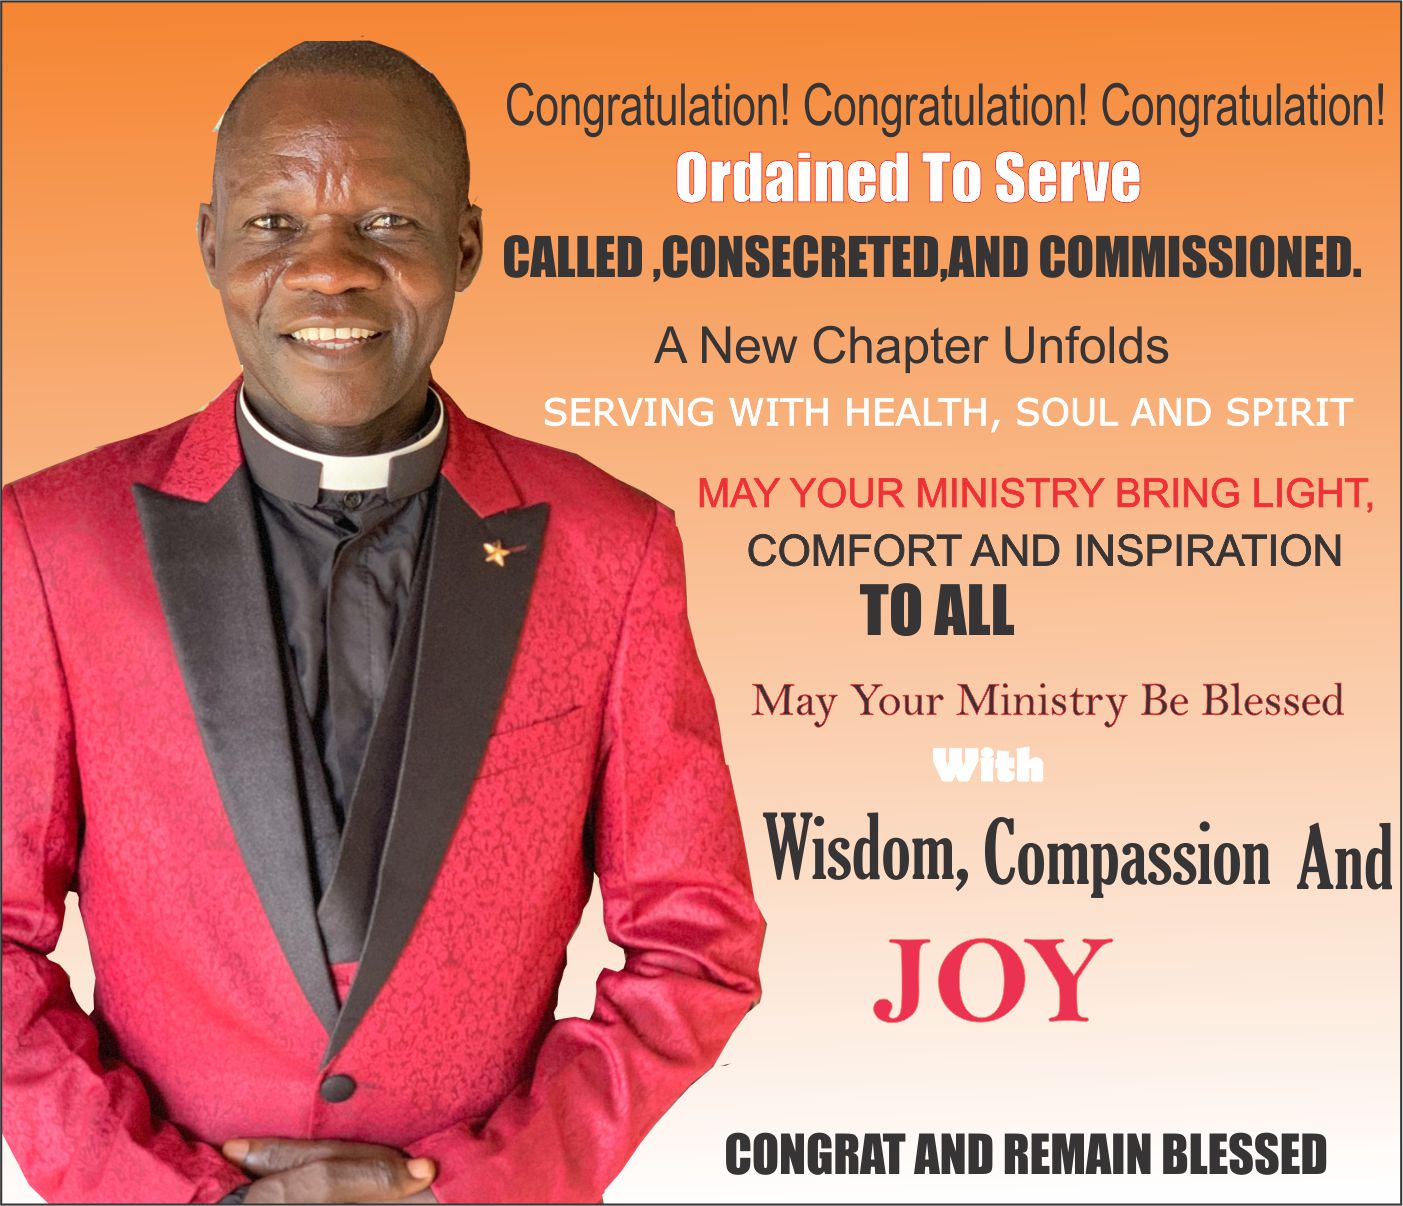 Congratulation! Congratulation! Congratulation!
Ordained To Serve
CALLED ,CONSECRETED,AND COMMISSIONED.
A New Chapter Unfolds
SERVING WITH HEALTH, SOUL AND SPIRIT
MAY YOUR MINISTRY BRING LIGHT,
COMFORT AND INSPIRATION
TO ALL
May Your Ministry Be Blessed
With
Wisdom, Compassion And
JOY
CONGRAT AND REMAIN BLESSED